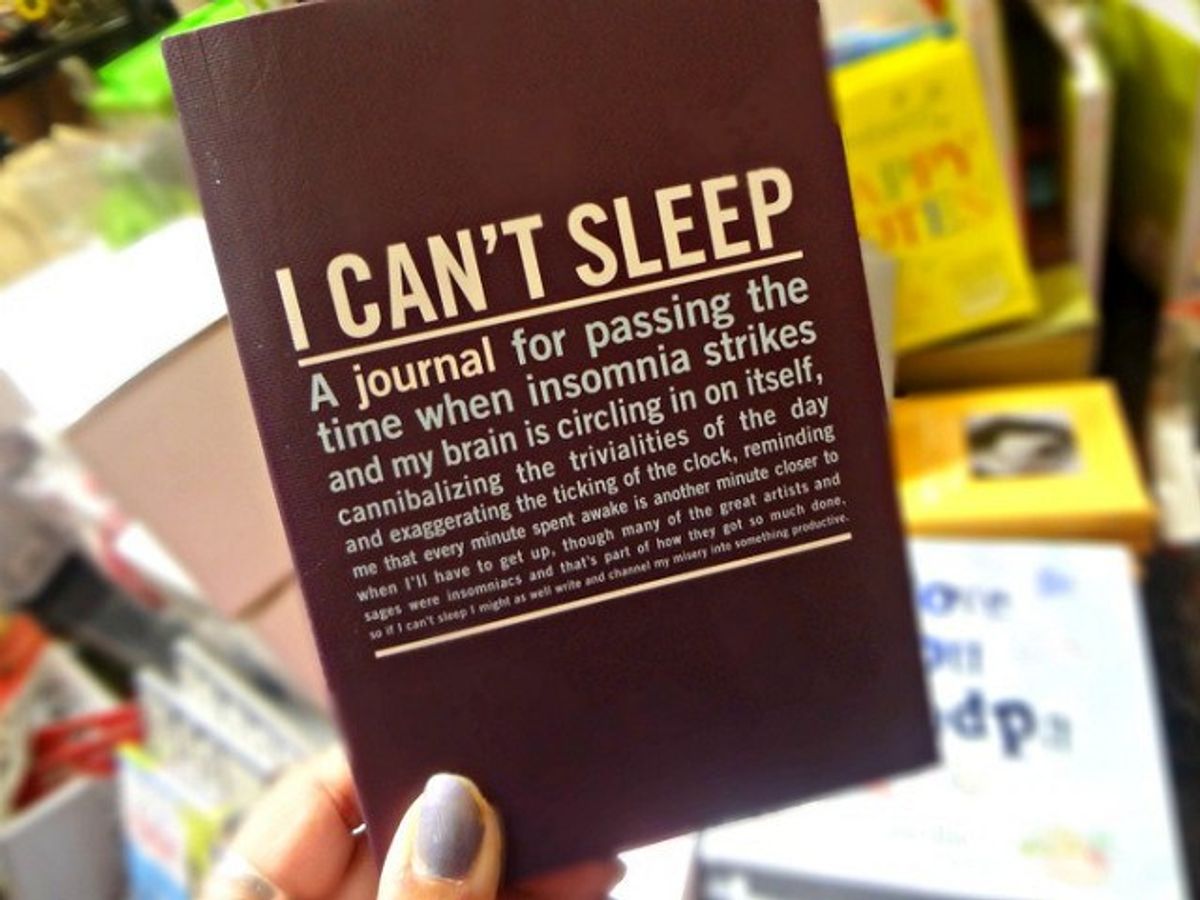 I CAN'T SLEEP
A journal for passing the
time when insomnia strikes
and my brain is circling in on itself,
cannibalizing the trivialities of the day
and exaggerating the ticking of the clock, reminding
me that every minute spent awake is another minute closer to
when I'll have to get up, though many of the great artists and
sages were insomniacs and that's part of how they got so much done,
so if I can't sleep I might as well write and channel my misery into something productive.